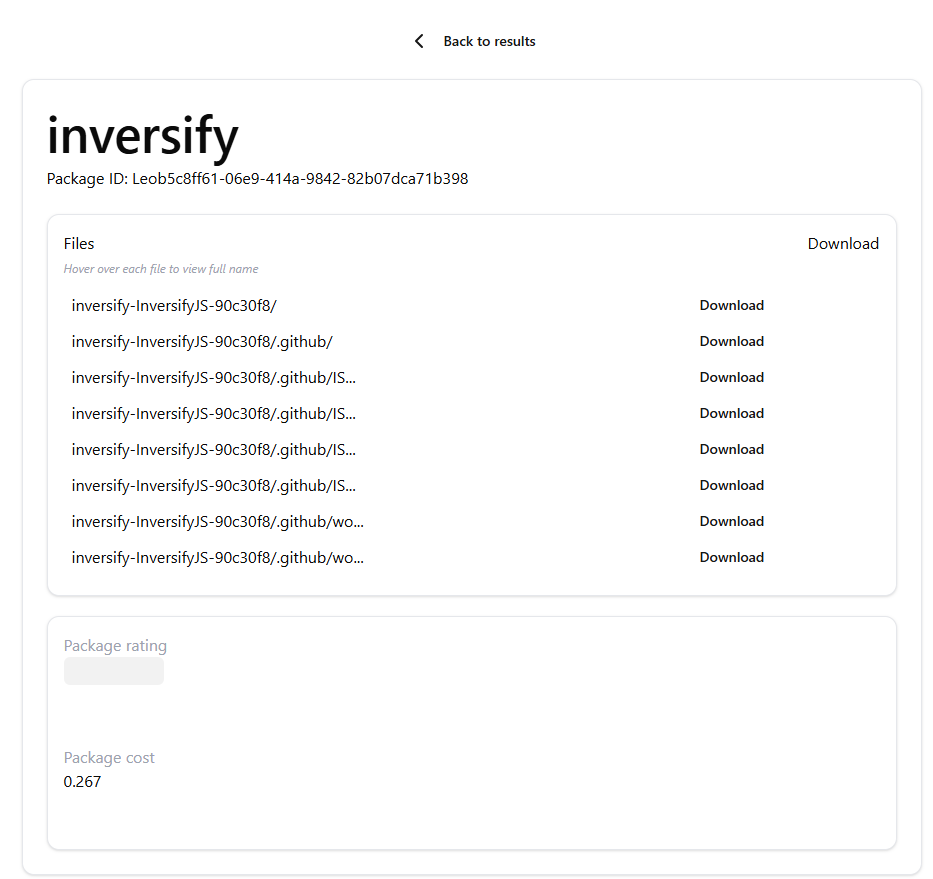 Back to results
inversify
Package ID: Leob5c8ff61-06e9-414a-9842-82b07dca71b398
Files
Download
Hover over each file to view full name
inversify-InversifyJS-90c30f8/ Download
inversify-InversifyJS-90c30f8/.github/ Download
inversify-InversifyJS-90c30f8/.github/IS... Download
inversify-InversifyJS-90c30f8/.github/IS... Download
inversify-InversifyJS-90c30f8/.github/IS... Download
inversify-InversifyJS-90c30f8/.github/IS... Download
inversify-InversifyJS-90c30f8/.github/wo... Download
inversify-InversifyJS-90c30f8/.github/wo... Download
Package rating
Package cost
0.267